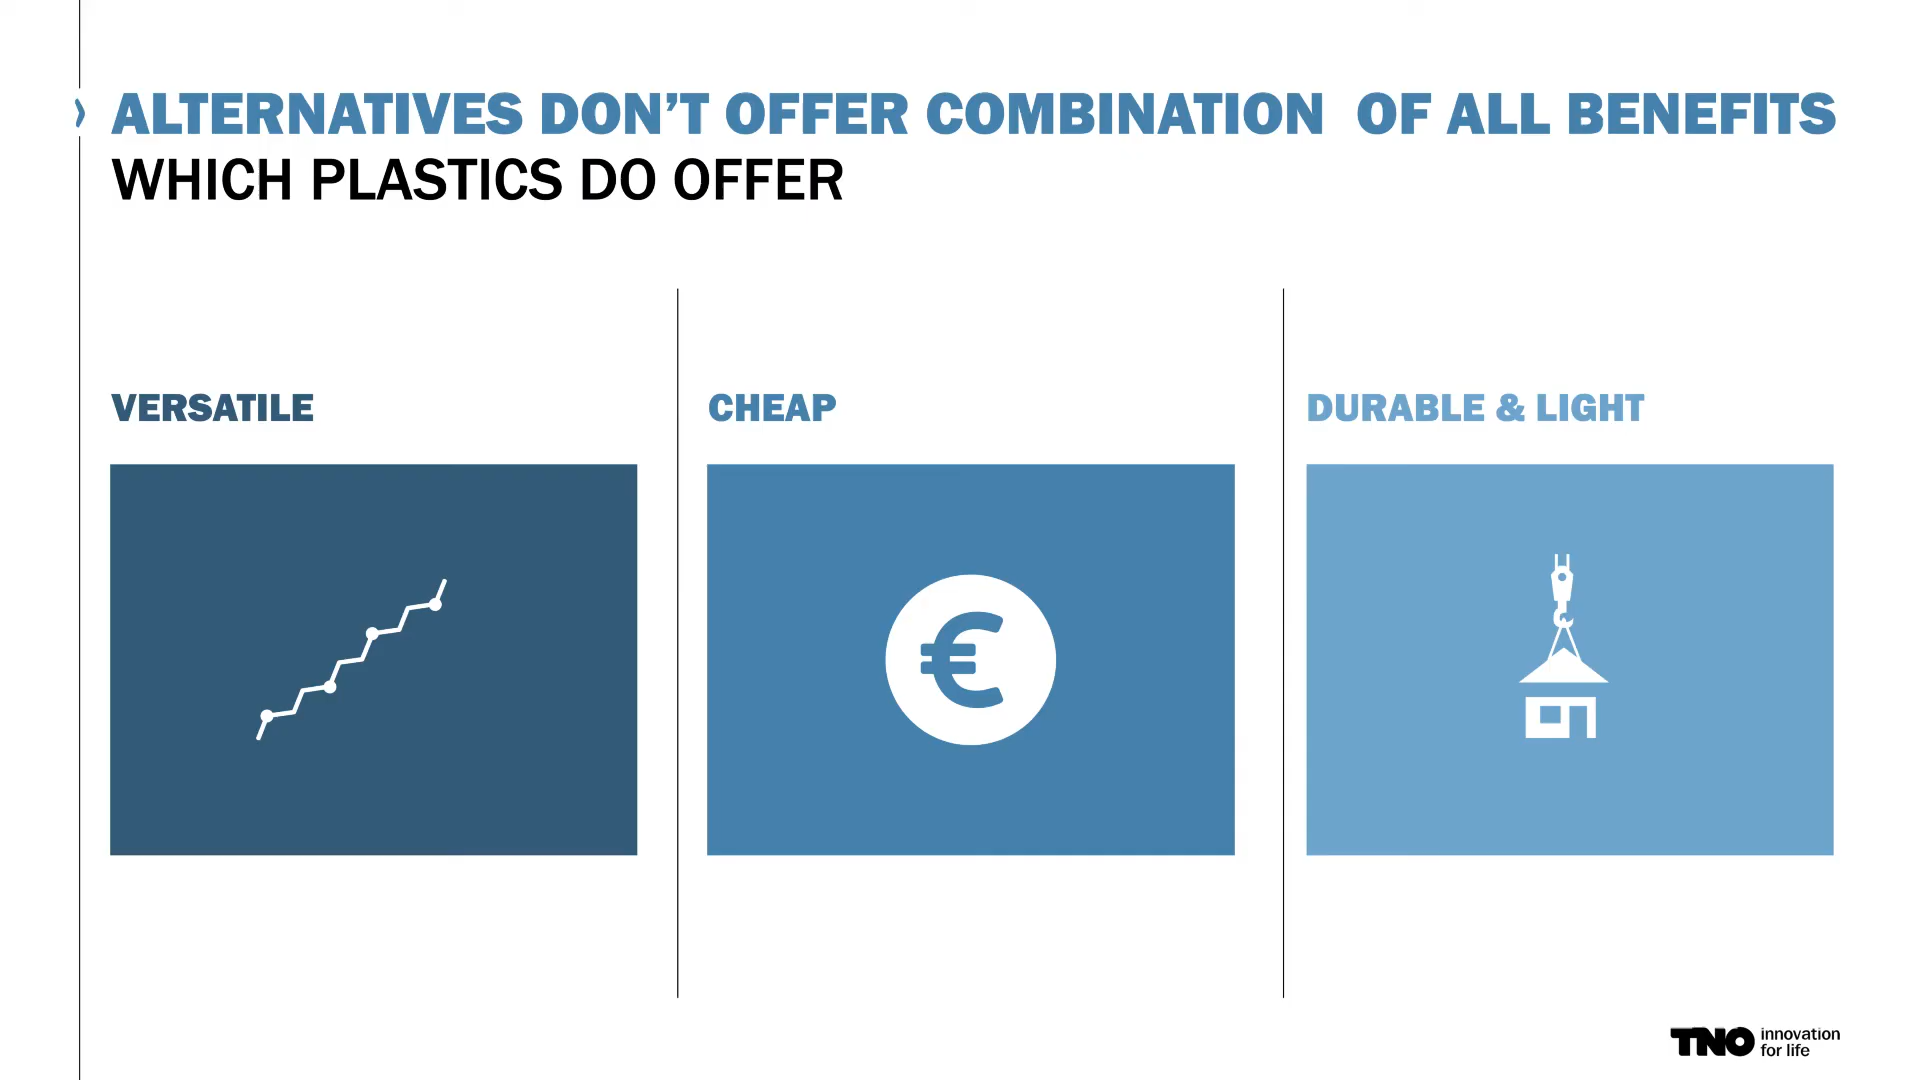 ALTERNATIVES DON’T OFFER COMBINATION  OF ALL BENEFITS
WHICH PLASTICS DO OFFER
VERSATILE
CHEAP
DURABLE & LIGHT
€
TNO innovation
for life